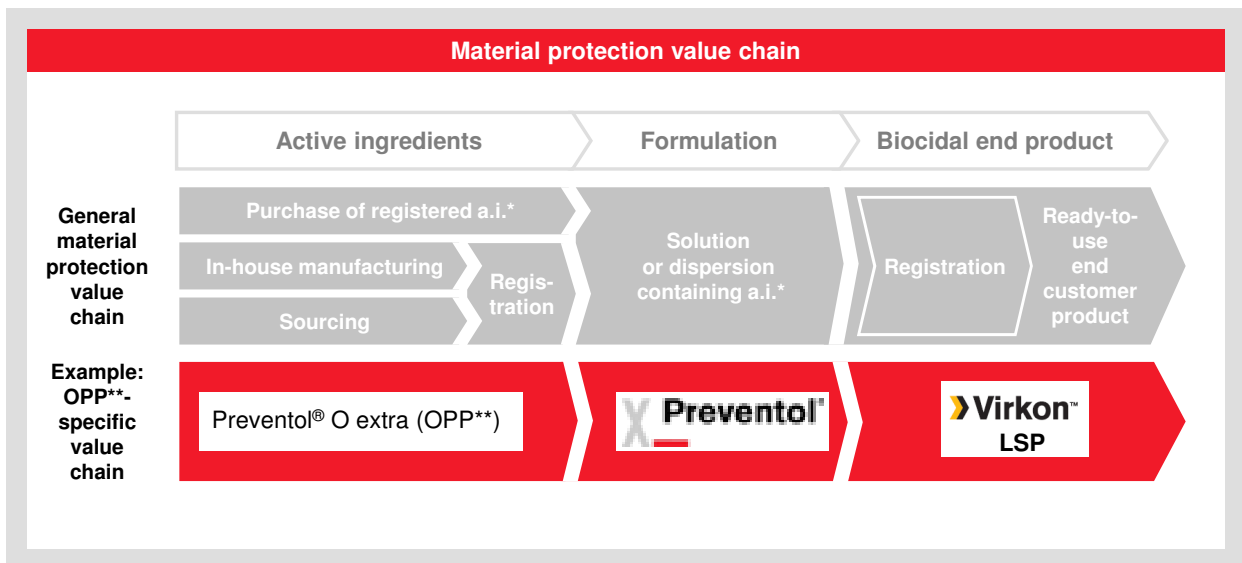 Material protection value chain
Active ingredients
Formulation
Biocidal end product
General
material
protection
value
chain
Purchase of registered a.i.*
In-house manufacturing
Sourcing
Regis-
tration
Solution
or dispersion
containing a.i.*
Registration
Ready-to-
use
end
customer
product
Example:
OPP**-
specific
value
chain
Preventol® O extra (OPP**)
X Preventol®
Virkon™
LSP